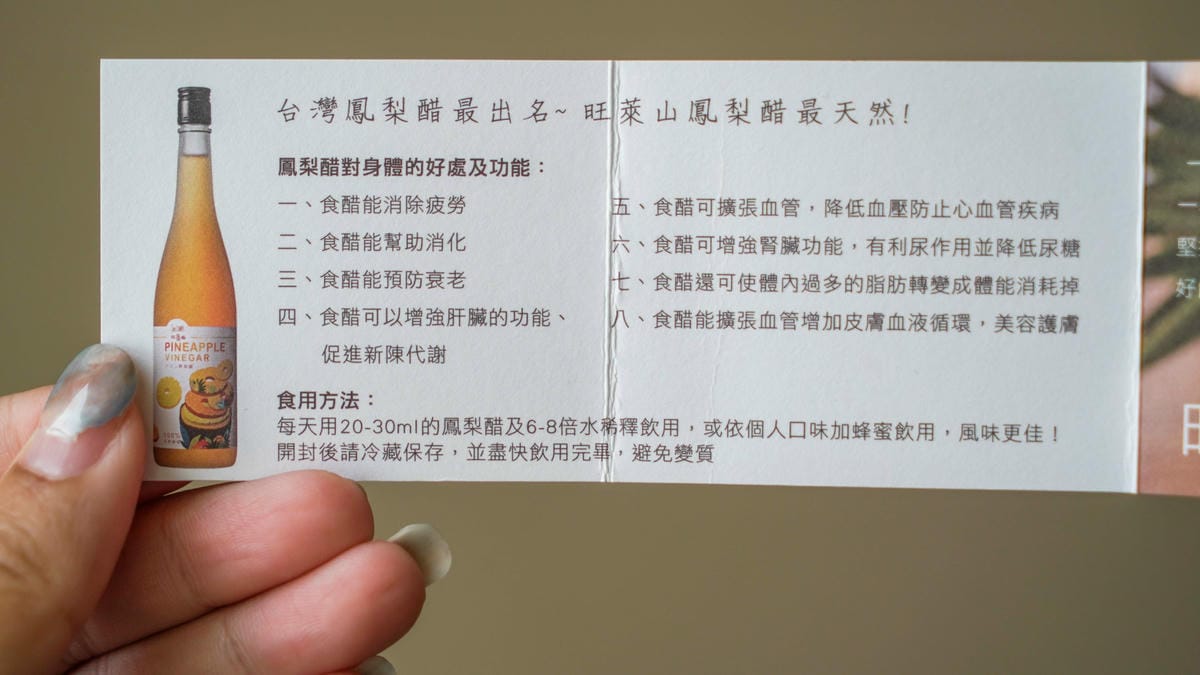 台灣鳳梨醋最出名~ 旺萊山鳳梨醋最天然!
鳳梨醋對身體的好處及功能：
一、食醋能消除疲勞
二、食醋能幫助消化
三、食醋能預防衰老
四、食醋可以增強肝臟的功能、
促進新陳代謝
五、食醋可擴張血管，降低血壓防止心血管疾病
六、食醋可增強腎臟功能，有利尿作用並降低尿糖
七、食醋還可使體內過多的脂肪轉變成體能消耗掉
八、食醋能擴張血管增加皮膚血液循環，美容護膚
食用方法：
每天用20-30ml的鳳梨醋及6-8倍水稀釋飲用，或依個人口味加蜂蜜飲用，風味更佳！
開封後請冷藏保存，並盡快飲用完畢，避免變質
PINEAPPLE
VINEGAR
100%
一
一
堅
好